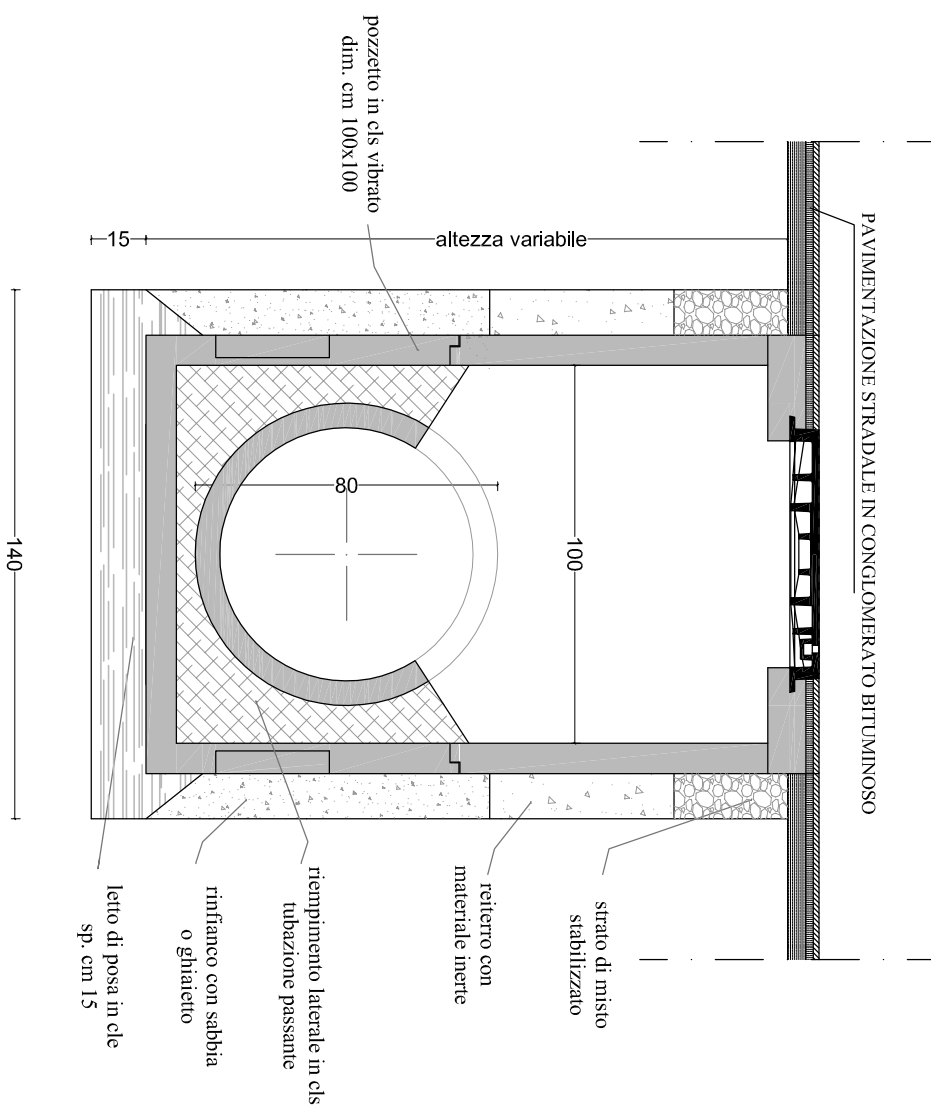 PAVIMENTAZIONE STRADALE IN CONGLOMERATO BITUMINOSO
pozzetto in cls vibrato
dim. cm 100x100
15
altezza variabile
80
100
140
strato di misto
stabilizzato
reiterro con
materiale inerte
riempimento laterale in cls
tubazione passante
rinfianco con sabbia
o ghiaietto
letto di posa in cle
sp. cm 15